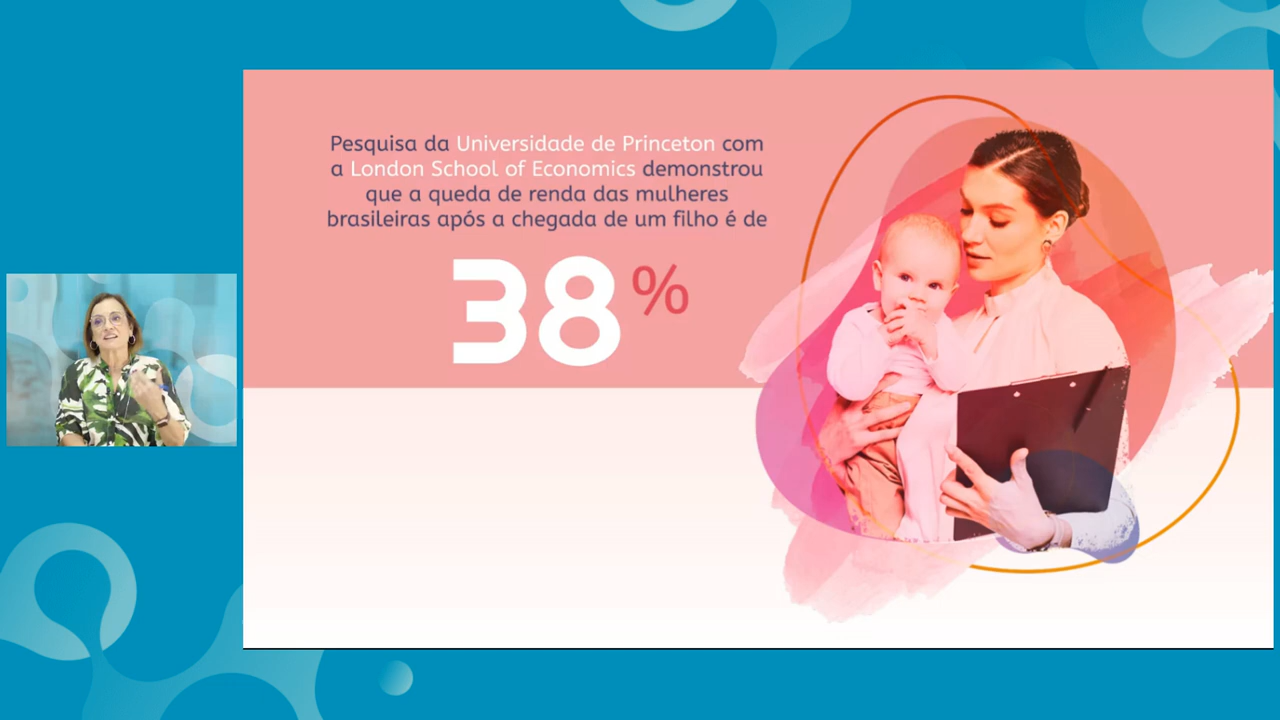 Pesquisa da Universidade de Princeton com
a London School of Economics demonstrou
que a queda de renda das mulheres
brasileiras após a chegada de um filho é de
38%